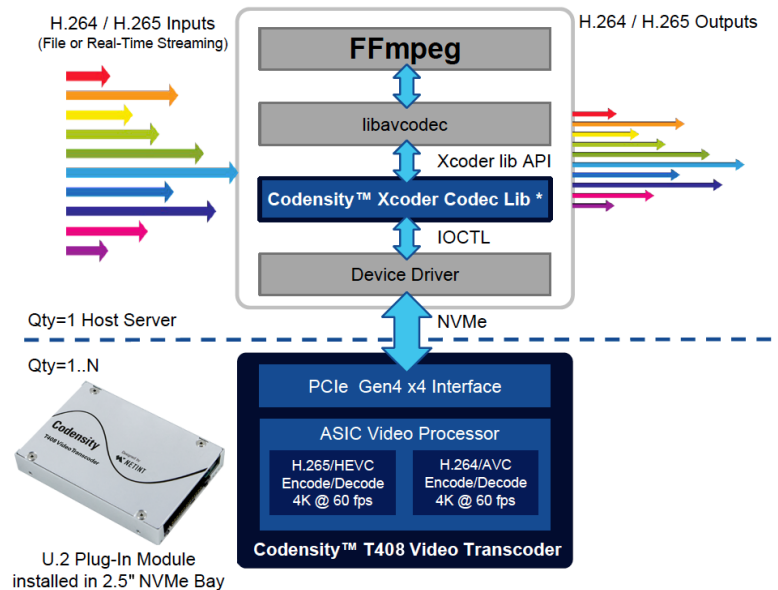 H.264 / H.265 Inputs
(File or Real-Time Streaming)
H.264 / H.265 Outputs
FFmpeg
libavcodec
Xcoder lib API
Codensity™ Xcoder Codec Lib *
IOCTL
Device Driver
Qty=1 Host Server
NVMe
Qty=1..N
PCIe Gen4 x4 Interface
ASIC Video Processor
H.265/HEVC
Encode/Decode
4K @ 60 fps
H.264/AVC
Encode/Decode
4K @ 60 fps
Codensity™ T408 Video Transcoder
Codensity
T408 Video Transcoder
Designed by
NETINT
U.2 Plug-In Module
installed in 2.5" NVMe Bay